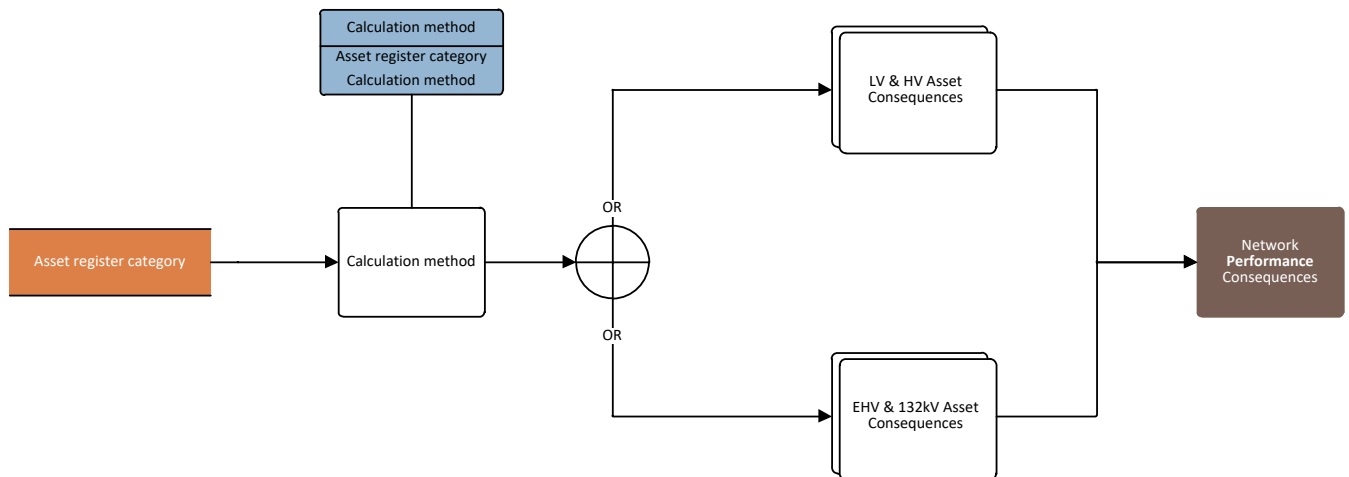 Calculation method
Asset register category
Calculation method
LV & HV Asset
Consequences
OR
Asset register category
Calculation method
Network
Performance
Consequences
OR
EHV & 132kV Asset
Consequences